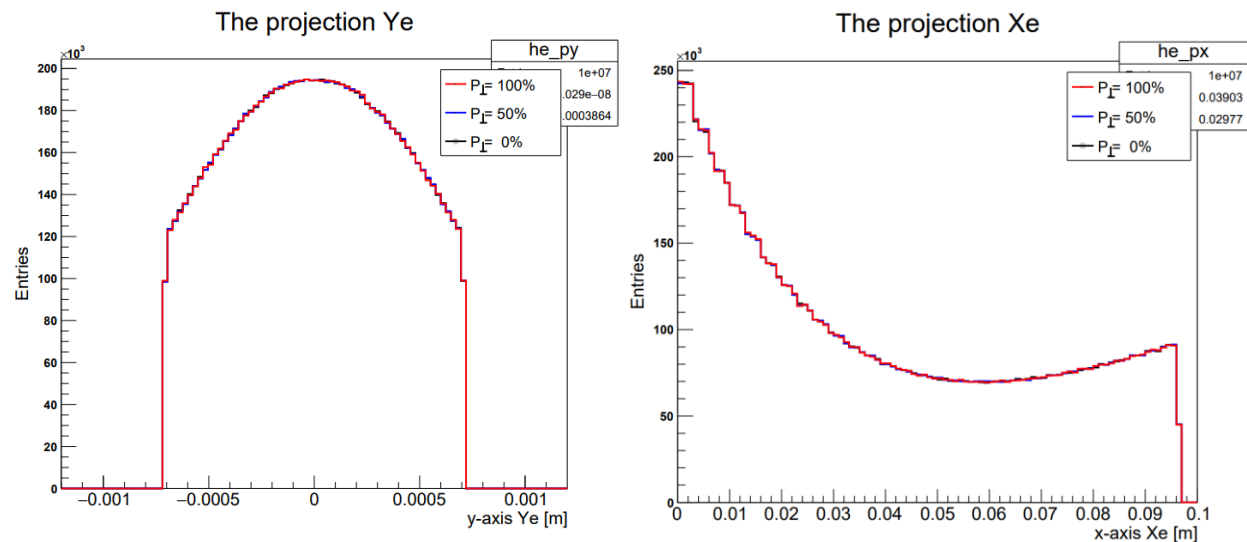 The projection Ye
×10³
he_py
1e+07
.029e−08
.0003864
P⊥= 100%
P⊥= 50%
P⊥= 0%
200
180
160
140
120
100
80
60
40
20
0
Entries
−0.001
−0.0005
0
0.0005
0.001
y-axis Ye [m]
The projection Xe
×10³
he_px
1e+07
0.03903
0.02977
P⊥= 100%
P⊥= 50%
P⊥= 0%
250
200
150
100
50
0
Entries
0
0.01
0.02
0.03
0.04
0.05
0.06
0.07
0.08
0.09
0.1
x-axis Xe [m]